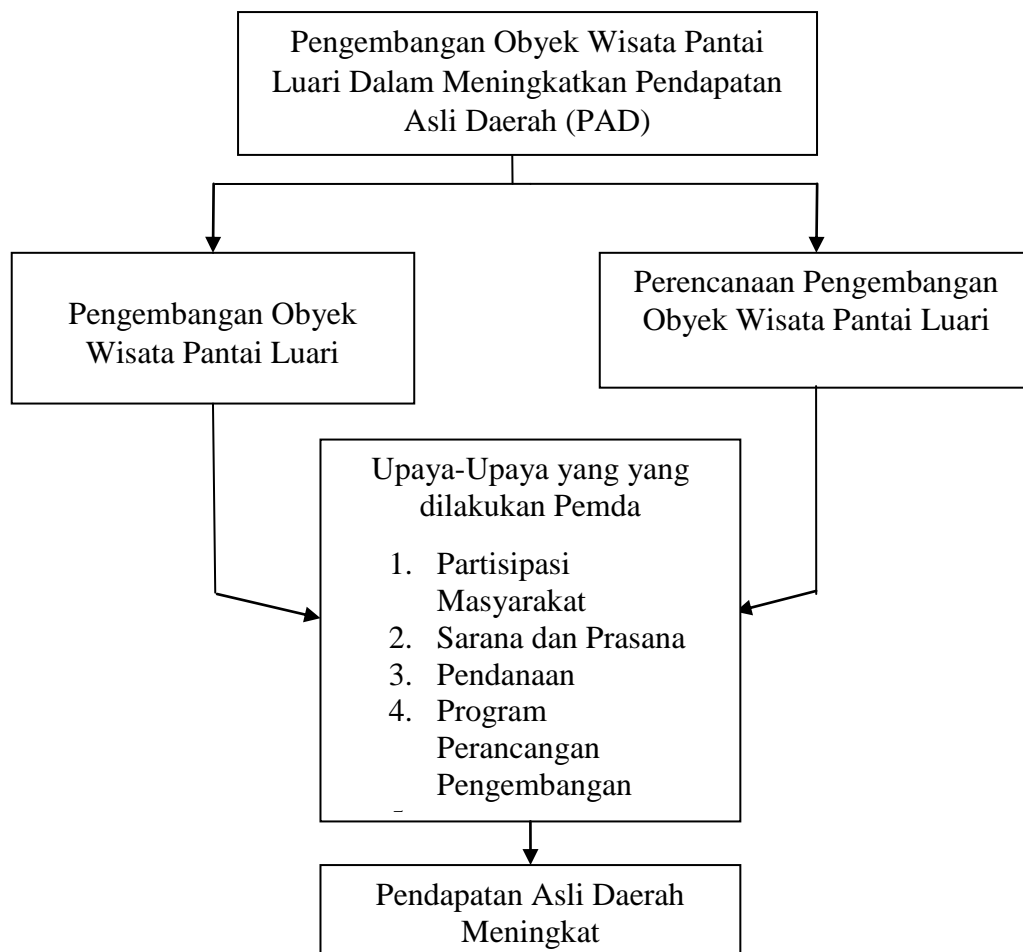 Pengembangan Obyek Wisata Pantai
Luari Dalam Meningkatkan Pendapatan
Asli Daerah (PAD)
Pengembangan Obyek
Wisata Pantai Luari
Perencanaan Pengembangan
Obyek Wisata Pantai Luari
Upaya-Upaya yang yang
dilakukan Pemda
1. Partisipasi
Masyarakat
2. Sarana dan Prasana
3. Pendanaan
4. Program
Perancangan
Pengembangan
Pendapatan Asli Daerah
Meningkat